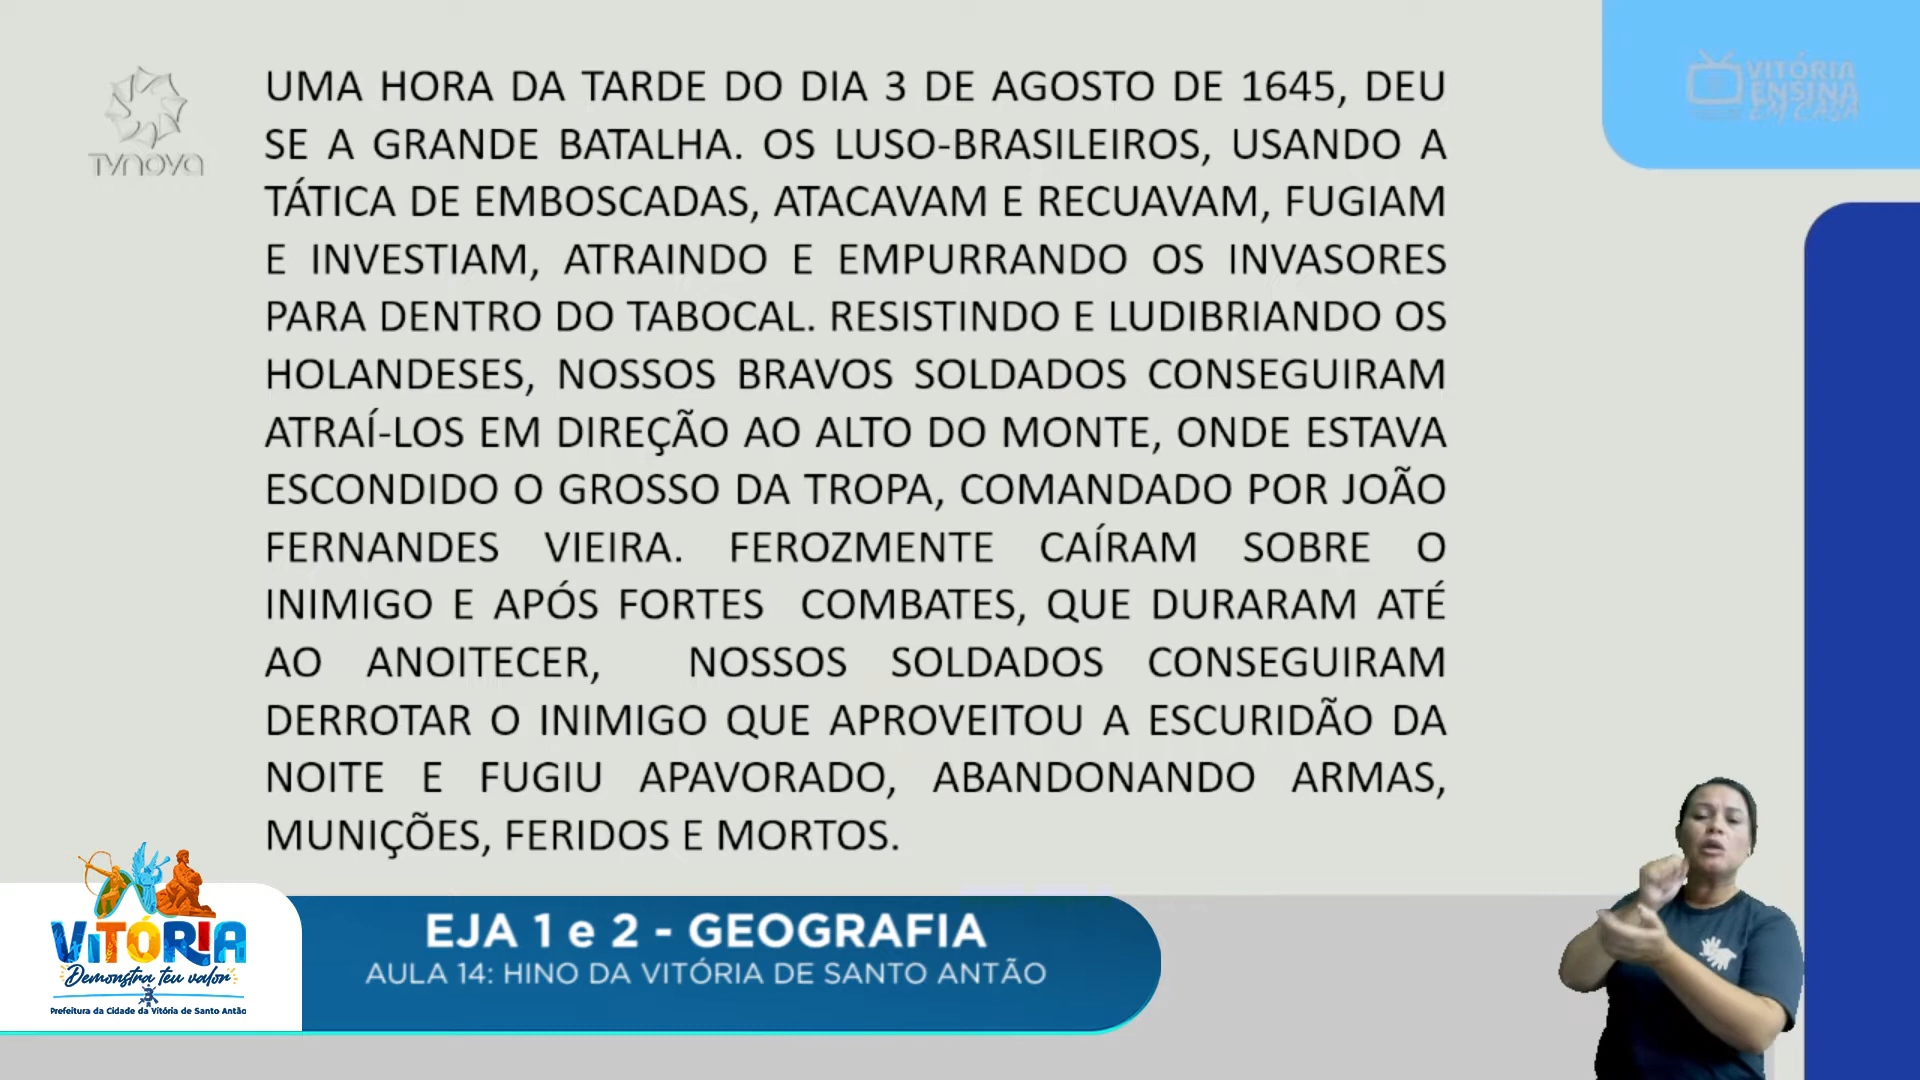 UMA HORA DA TARDE DO DIA 3 DE AGOSTO DE 1645, DEU
SE A GRANDE BATALHA. OS LUSO-BRASILEIROS, USANDO A
TÁTICA DE EMBOSCADAS, ATACAVAM E RECUAVAM, FUGIAM
E INVESTIAM, ATRAINDO E EMPURRANDO OS INVASORES
PARA DENTRO DO TABOCAL. RESISTINDO E LUDIBRIANDO OS
HOLANDESES, NOSSOS BRAVOS SOLDADOS CONSEGUIRAM
ATRAÍ-LOS EM DIREÇÃO AO ALTO DO MONTE, ONDE ESTAVA
ESCONDIDO O GROSSO DA TROPA, COMANDADO POR JOÃO
FERNANDES VIEIRA. FEROZMENTE CAÍRAM SOBRE O
INIMIGO E APÓS FORTES COMBATES, QUE DURARAM ATÉ
AO ANOITECER, NOSSOS SOLDADOS CONSEGUIRAM
DERROTAR O INIMIGO QUE APROVEITOU A ESCURIDÃO DA
NOITE E FUGIU APAVORADO, ABANDONANDO ARMAS,
MUNIÇÕES, FERIDOS E MORTOS.
TVNOVA
VITÓRIA
ENSINA
EM CASA
VITÓRIA
Demonstra teu valor
Prefeitura da Cidade da Vitória de Santo Antão
EJA 1 e 2 - GEOGRAFIA
AULA 14: HINO DA VITÓRIA DE SANTO ANTÃO